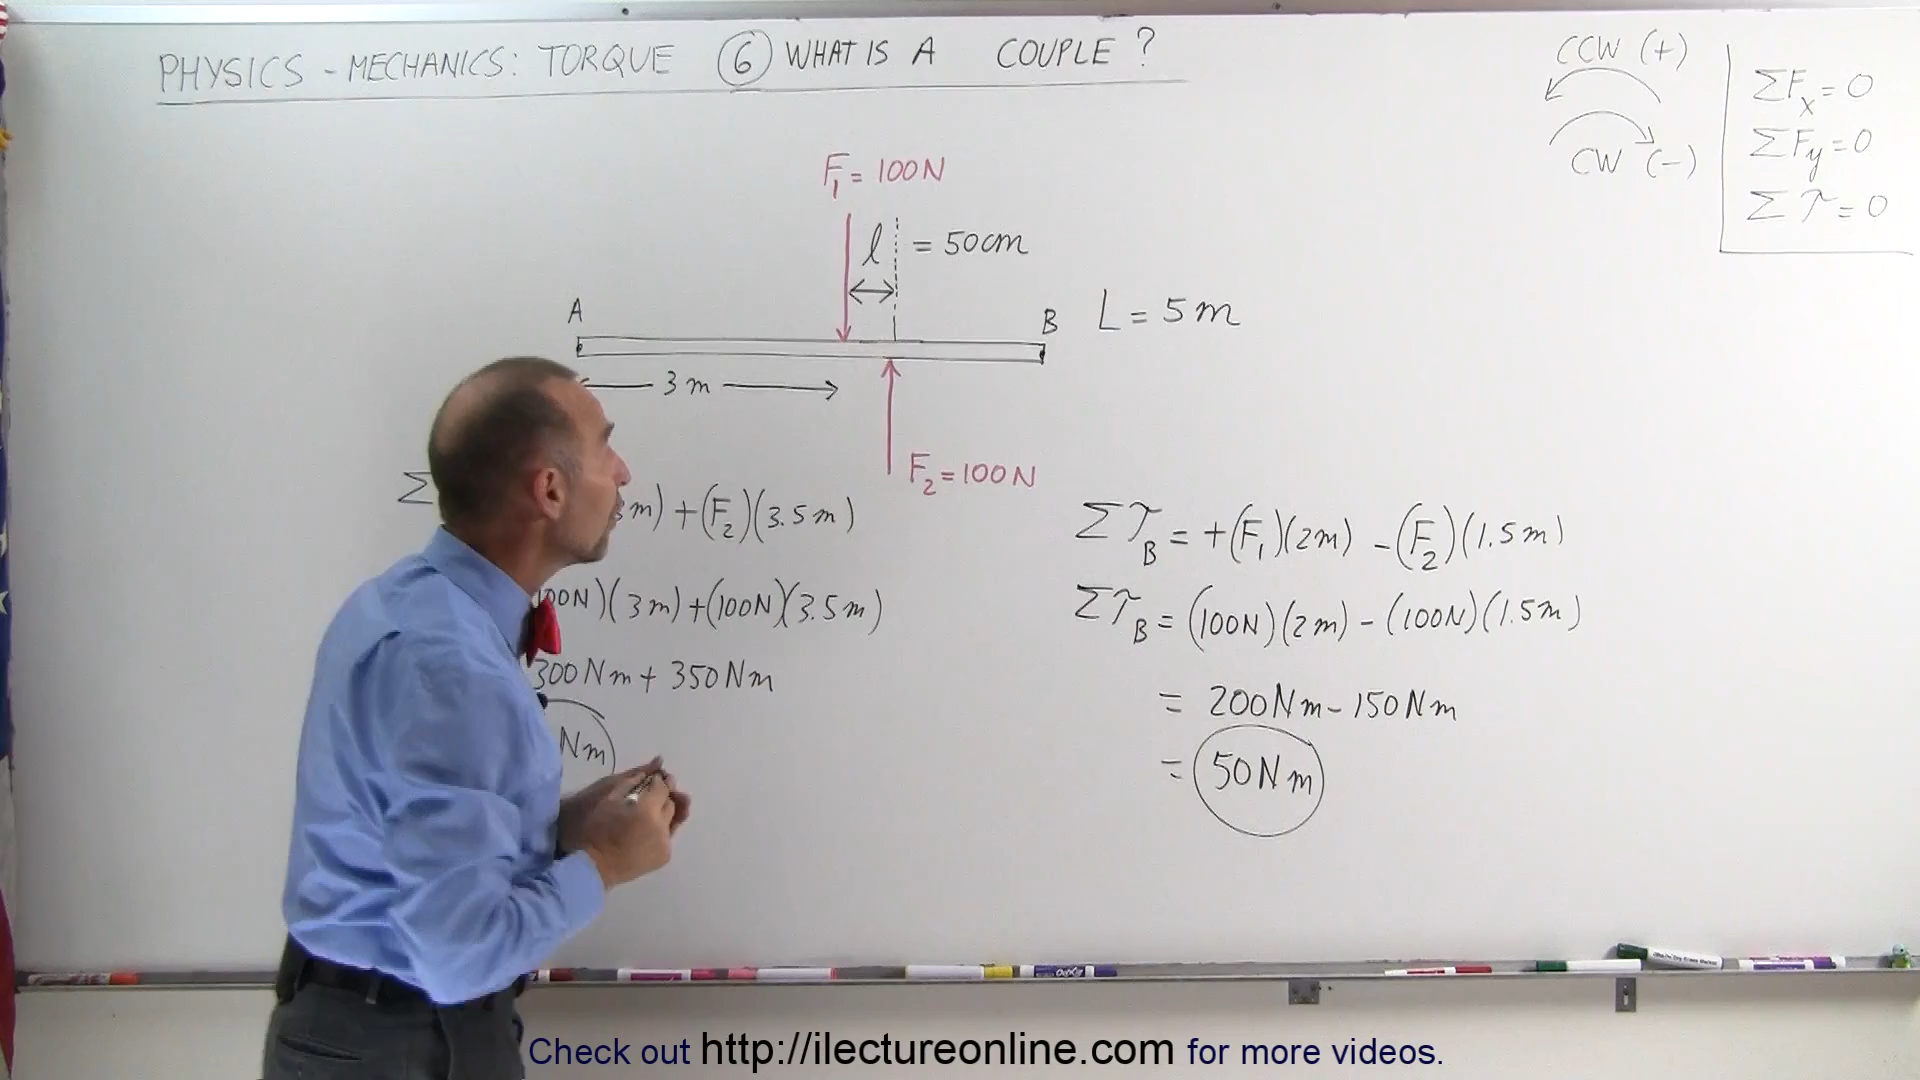 PHYSICS - MECHANICS: TORQUE ⑥ WHAT IS A COUPLE?
CCW (+)
CW (-)
ΣFx = 0
ΣFy = 0
Στ = 0
F1 = 100N
l = 50cm
A
B
L = 5m
3m
F2 = 100N
Σ
m) + (F2)(3.5m)
00N)(3m) + (100N)(3.5m)
300Nm + 350Nm
Nm
ΣτB = +(F1)(2m) - (F2)(1.5m)
ΣτB = (100N)(2m) - (100N)(1.5m)
= 200Nm - 150Nm
= 50Nm
Check out http://ilectureonline.com for more videos.